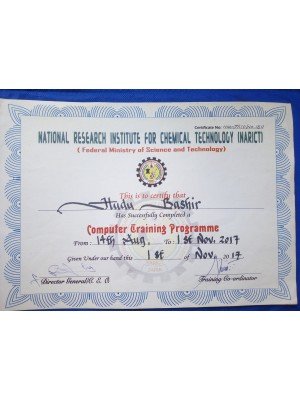 Certificate No:
NATIONAL RESEARCH INSTITUTE FOR CHEMICAL TECHNOLOGY (NARICT)
( Federal Ministry of Science and Technology)
This is to certify that
Hudu Bashir
Has Sucessfully Completed a
Computer Training Programme
From: 14th Aug. To: 1st Nov. 2017
Given Under our hand this 1st of Nov. 2017
Director General/C. E. O Training Co-ordinator